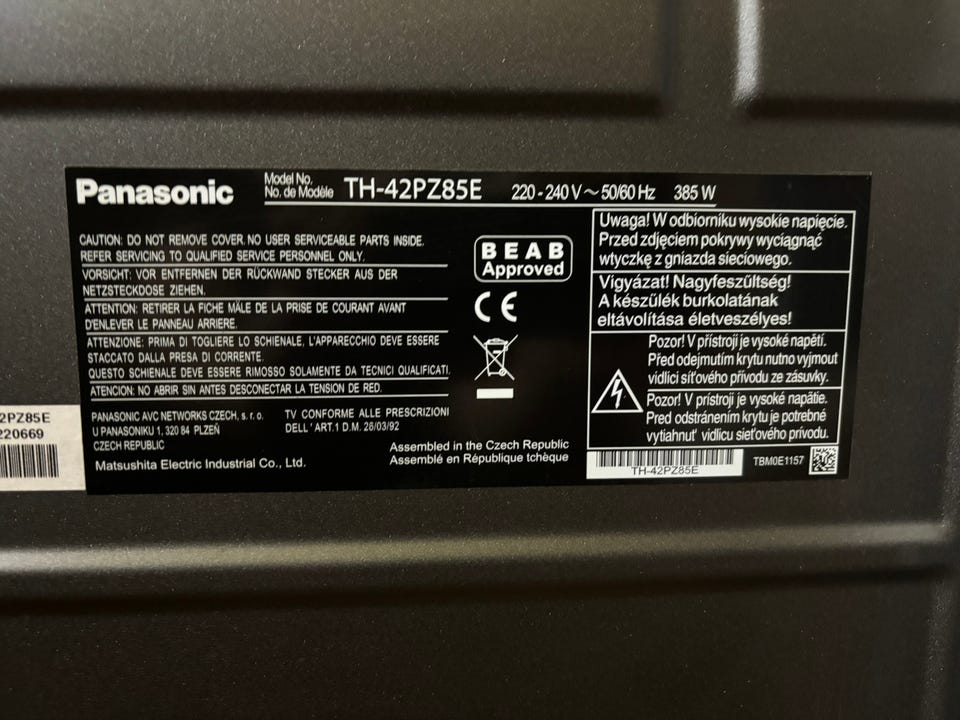 Panasonic
Model No.
No. de Modèle
TH-42PZ85E
220 - 240 V ~ 50/60 Hz
385 W
CAUTION: DO NOT REMOVE COVER. NO USER SERVICEABLE PARTS INSIDE.
REFER SERVICING TO QUALIFIED SERVICE PERSONNEL ONLY.
VORSICHT: VOR ENTFERNEN DER RÜCKWAND STECKER AUS DER
NETZSTECKDOSE ZIEHEN.
ATTENTION: RETIRER LA FICHE MÂLE DE LA PRISE DE COURANT AVANT
D'ENLEVER LE PANNEAU ARRIERE.
ATTENZIONE: PRIMA DI TOGLIERE LO SCHIENALE, L'APPARECCHIO DEVE ESSERE
STACCATO DALLA PRESA DI CORRENTE.
QUESTO SCHIENALE DEVE ESSERE RIMOSSO SOLAMENTE DA TECNICI QUALIFICATI.
ATENCION: NO ABRIR SIN ANTES DESCONECTAR LA TENSION DE RED.
PANASONIC AVC NETWORKS CZECH, s. r. o.
U PANASONIKU 1, 320 84 PLZEŇ
CZECH REPUBLIC
TV CONFORME ALLE PRESCRIZIONI
DELL' ART.1 D.M. 26/03/92
Matsushita Electric Industrial Co., Ltd.
Assembled in the Czech Republic
Assemblé en République tchèque
BEAB
Approved
CE
Uwaga! W odbiorniku wysokie napięcie.
Przed zdjęciem pokrywy wyciągnąć
wtyczkę z gniazda sieciowego.
Vigyázat! Nagyfeszültség!
A készülék burkolatának
eltávolítása életveszélyes!
Pozor! V přístroji je vysoké napětí.
Před odejmutím krytu nutno vyjmout
vidlici síťového přívodu ze zásuvky.
Pozor! V prístroji je vysoké napätie.
Pred odstránením krytu je potrebné
vytiahnuť vidlicu sieťového prívodu.
TH-42PZ85E
TBM0E1157
2PZ85E
220669